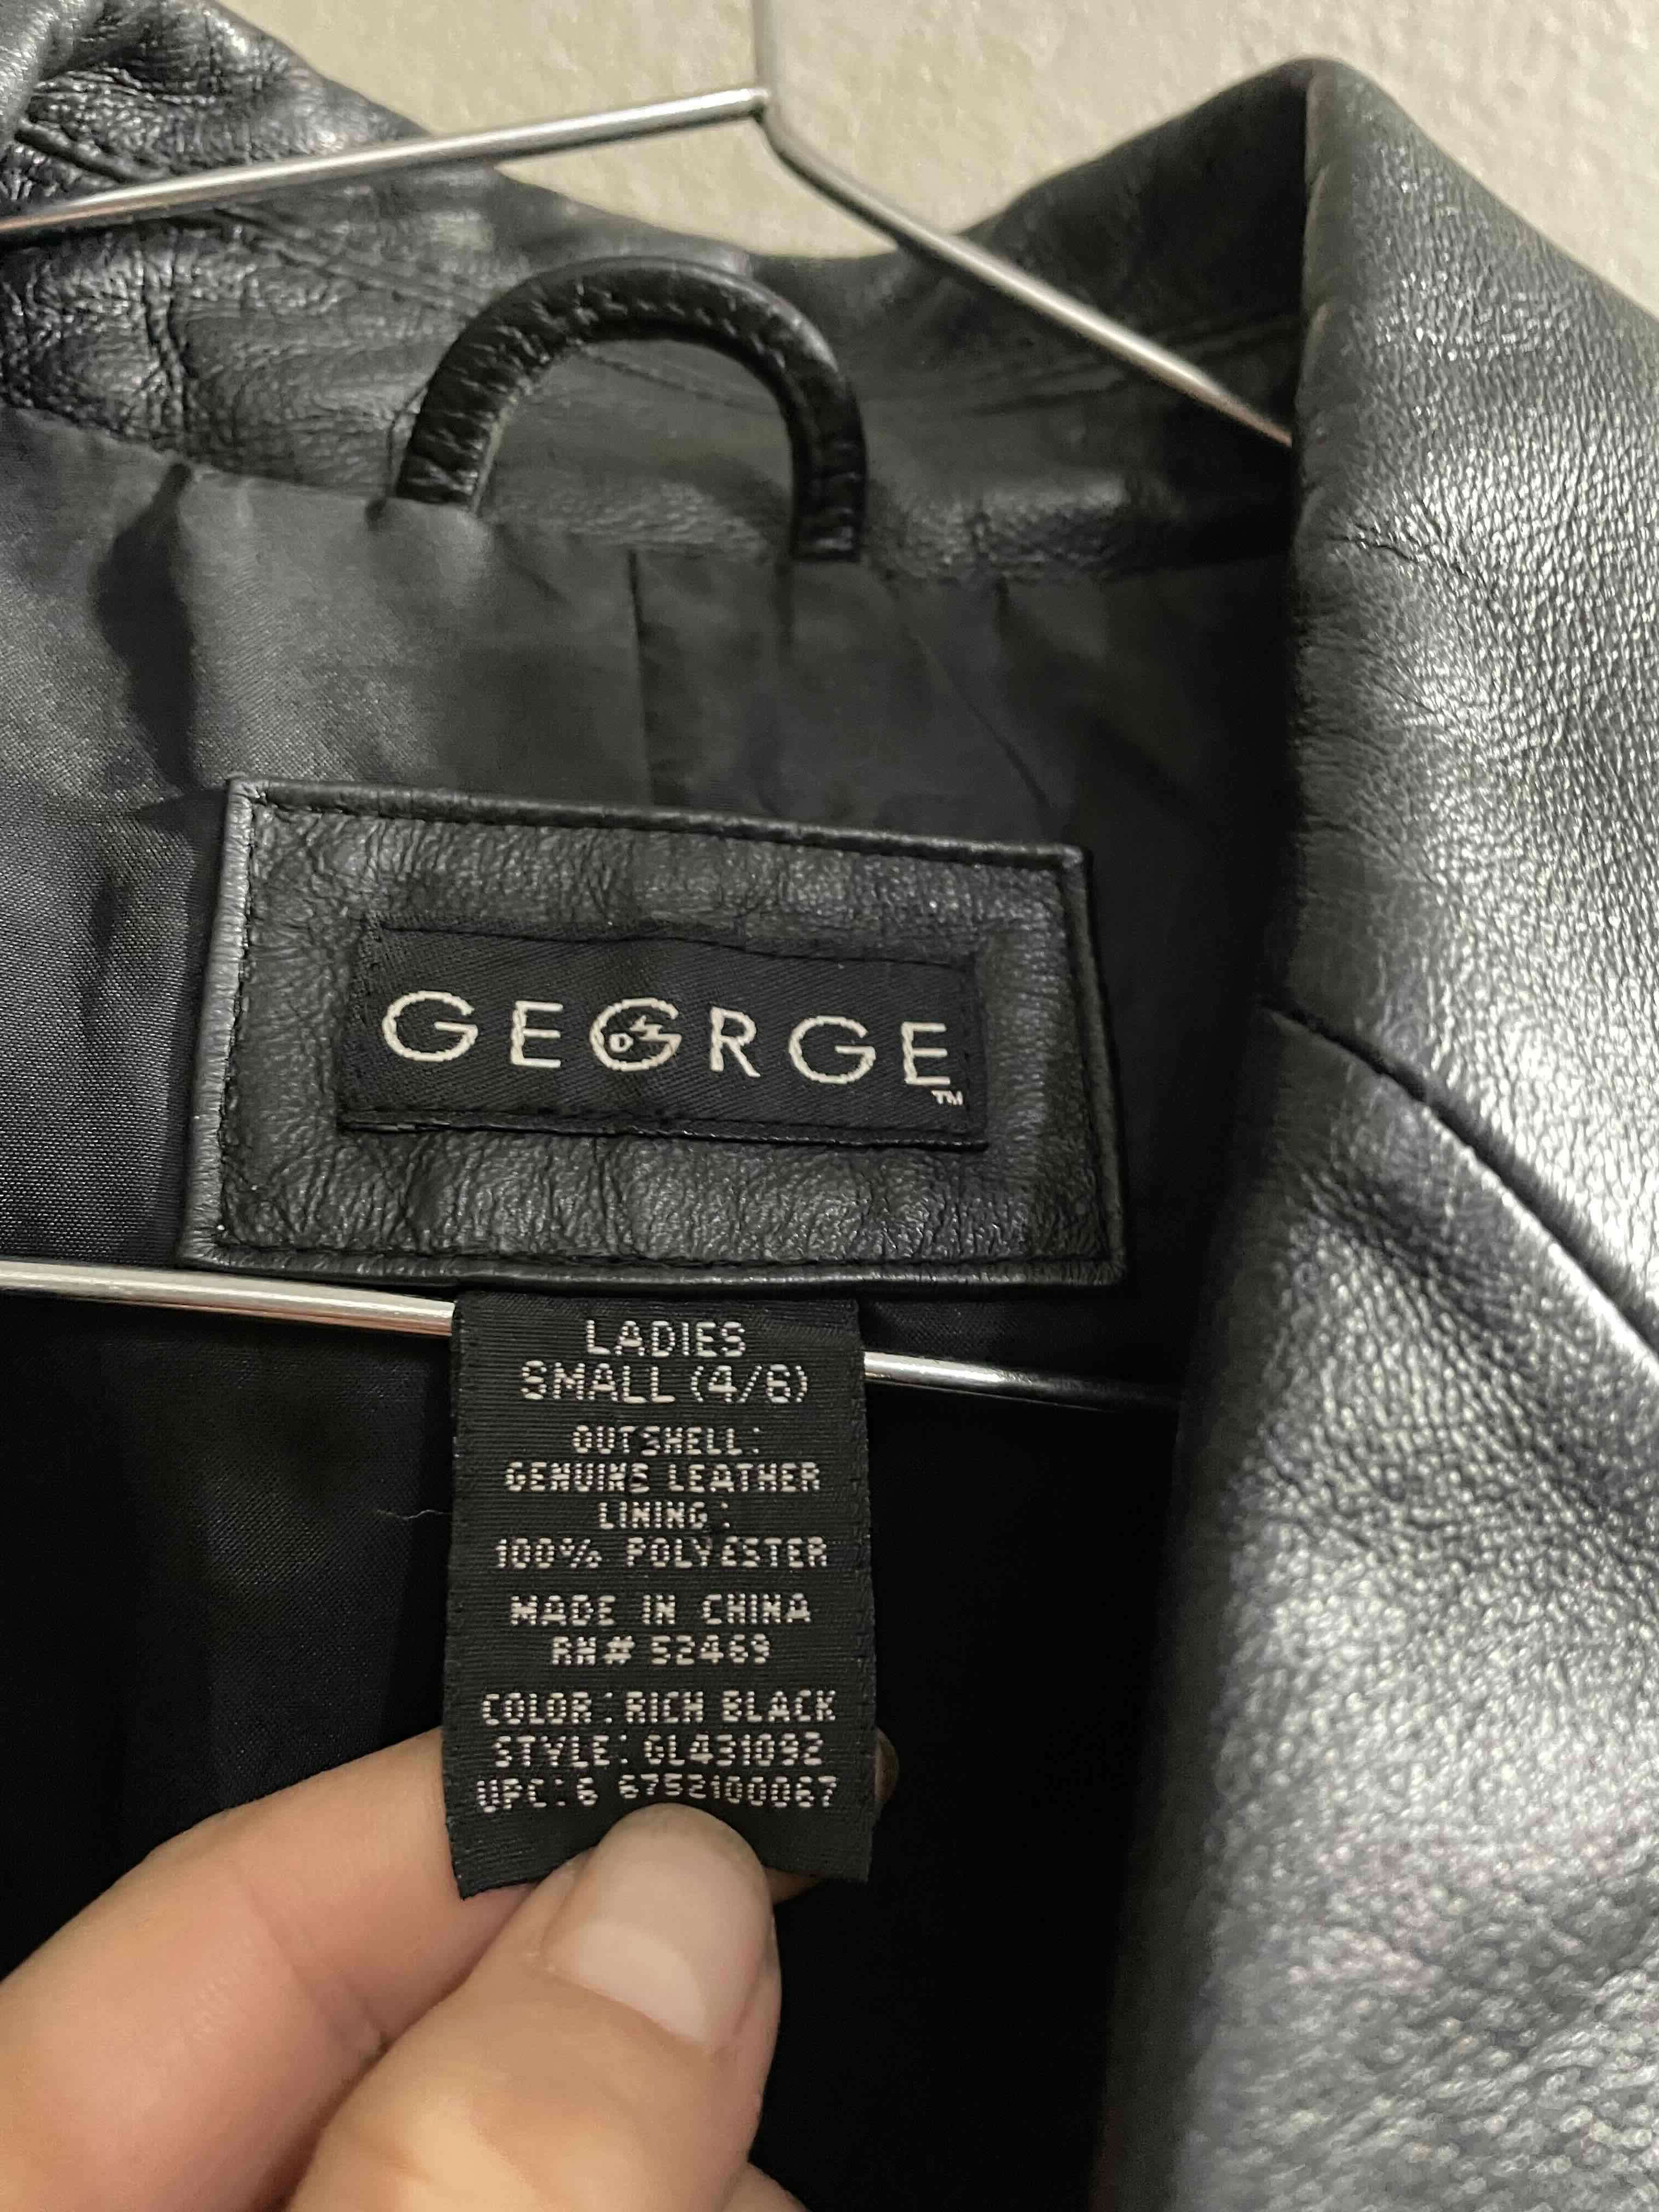 GEORGE
TM
LADIES
SMALL (4/6)
OUTSHELL:
GENUINE LEATHER
LINING:
100% POLYESTER
MADE IN CHINA
RN# 52469
COLOR: RICH BLACK
STYLE: GL431092
UPC: 6 6752100067